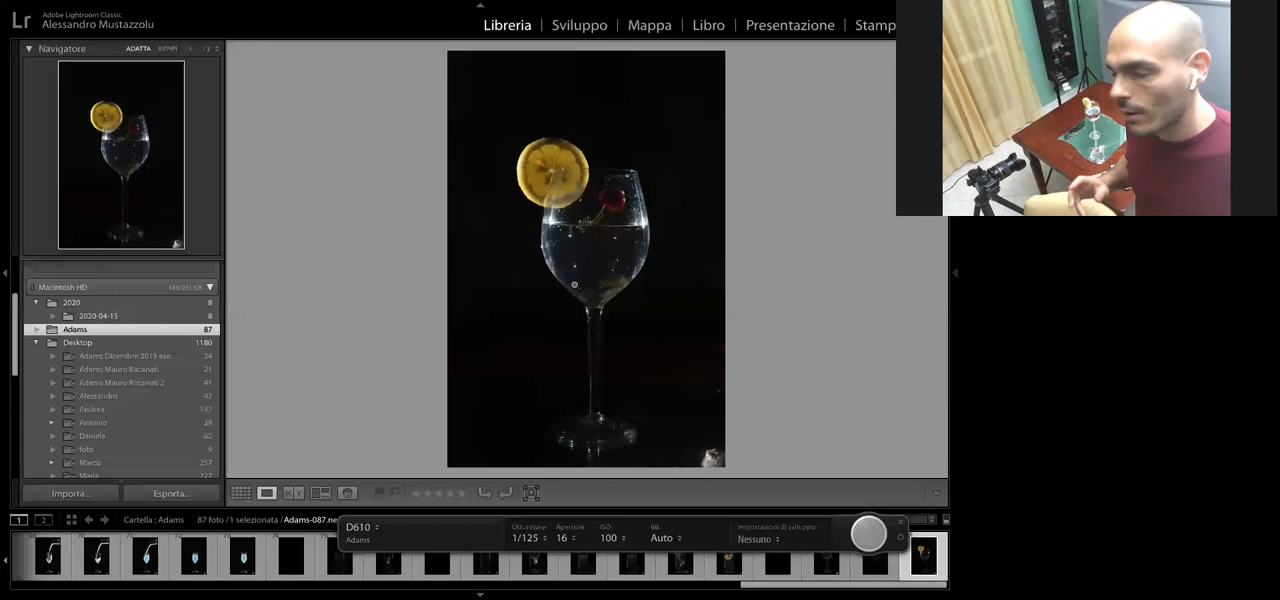 Lr
Adobe Lightroom Classic
Alessandro Mustazzolu
Libreria | Sviluppo | Mappa | Libro | Presentazione | Stamp
Navigatore ADATTA RIEMPI
Macintosh HD
2020 8
2020-04-15 8
Adams 87
Desktop 1180
Adams Dicembre 2019 ese... 34
Adams Mauro Racanati 21
Adams Mauro Recanati 2 41
Alessandro 47
Andrea 147
Antonio 29
Daniela 62
foto 9
Marco 257
Maria
Importa... Esporta...
X Y
1 2 Cartella : Adams 87 foto /1 selezionata /Adams-087.ne
D610
Adams
Otturatore: Apertura: ISO: Bil: Impostazioni di sviluppo:
1/125 16 100 Auto Nessuno